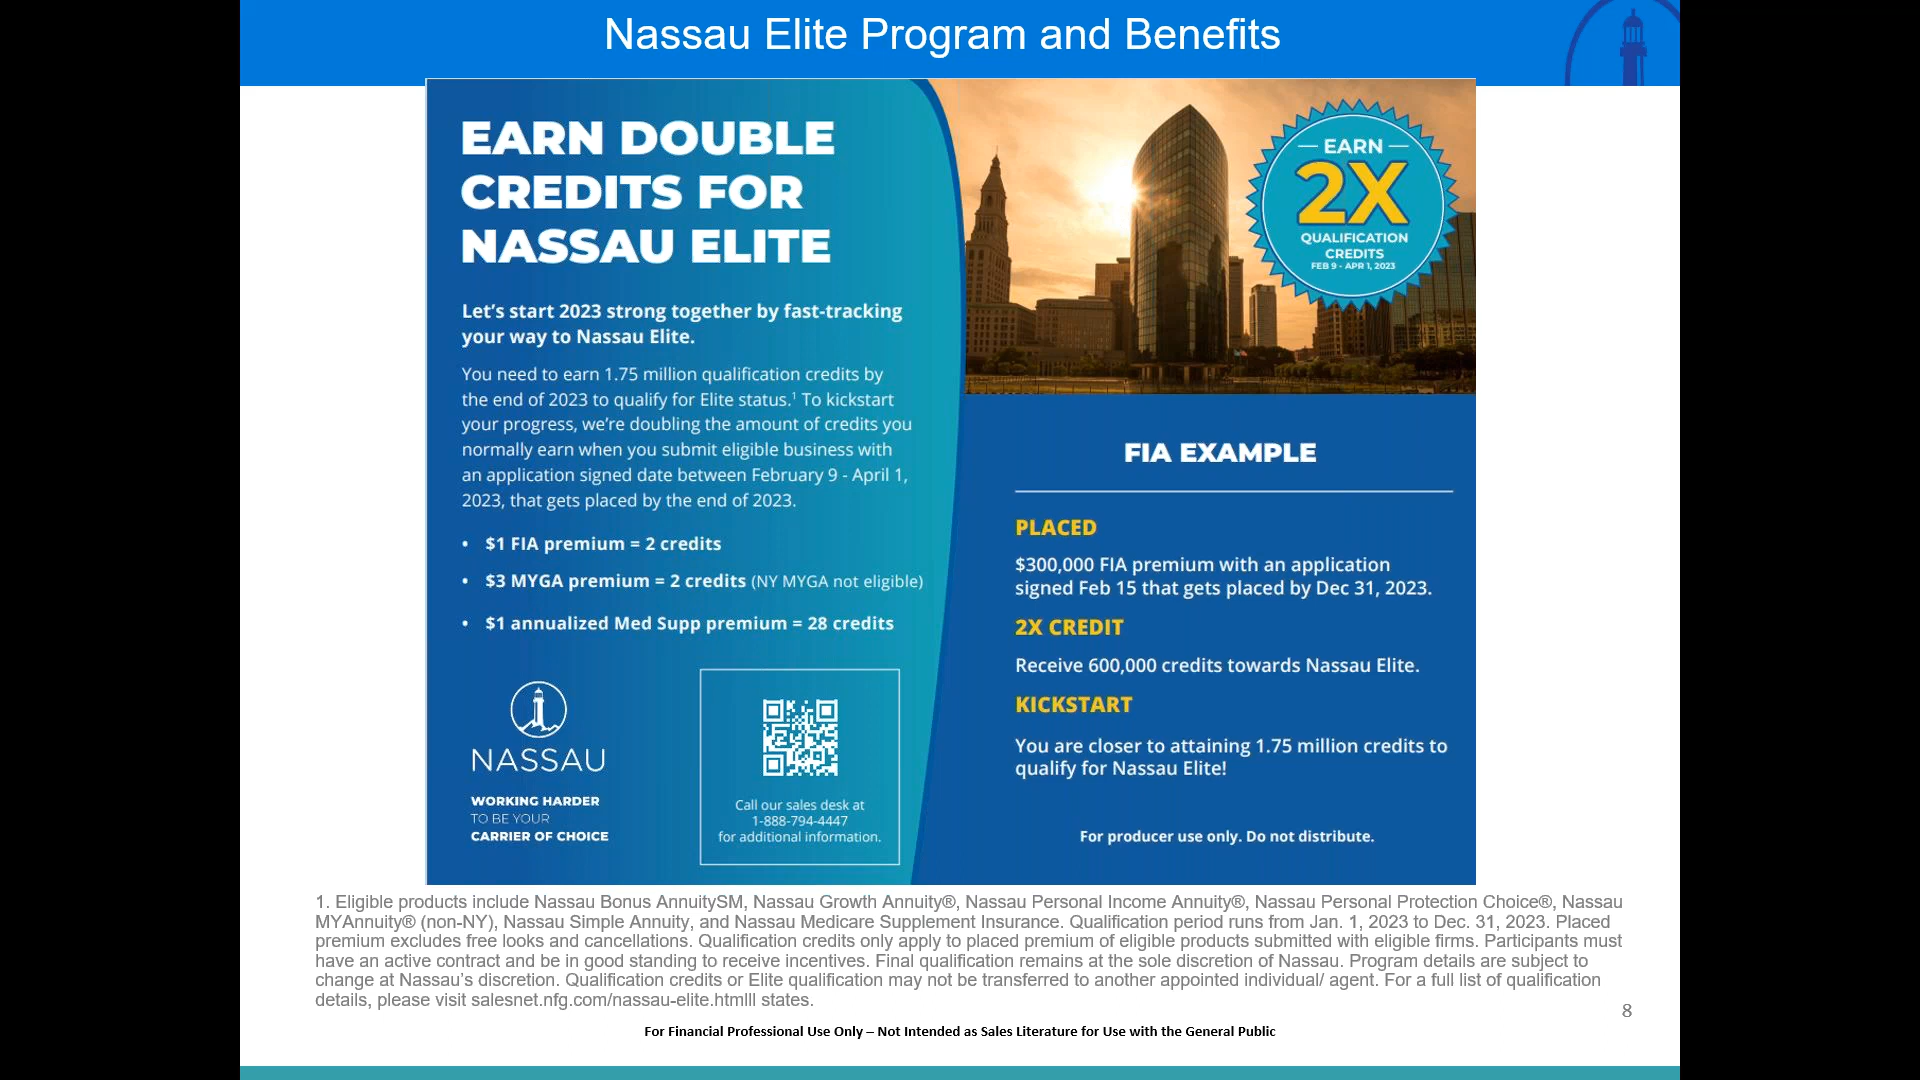 Nassau Elite Program and Benefits
EARN DOUBLE
CREDITS FOR
NASSAU ELITE
Let's start 2023 strong together by fast-tracking
your way to Nassau Elite.
You need to earn 1.75 million qualification credits by
the end of 2023 to qualify for Elite status.1 To kickstart
your progress, we're doubling the amount of credits you
normally earn when you submit eligible business with
an application signed date between February 9 - April 1,
2023, that gets placed by the end of 2023.
• $1 FIA premium = 2 credits
• $3 MYGA premium = 2 credits (NY MYGA not eligible)
• $1 annualized Med Supp premium = 28 credits
NASSAU
WORKING HARDER
TO BE YOUR
CARRIER OF CHOICE
Call our sales desk at
1-888-794-4447
for additional information.
EARN
2X
QUALIFICATION
CREDITS
FEB 9 - APR 1, 2023
FIA EXAMPLE
PLACED
$300,000 FIA premium with an application
signed Feb 15 that gets placed by Dec 31, 2023.
2X CREDIT
Receive 600,000 credits towards Nassau Elite.
KICKSTART
You are closer to attaining 1.75 million credits to
qualify for Nassau Elite!
For producer use only. Do not distribute.
1. Eligible products include Nassau Bonus AnnuitySM, Nassau Growth Annuity®, Nassau Personal Income Annuity®, Nassau Personal Protection Choice®, Nassau
MYAnnuity® (non-NY), Nassau Simple Annuity, and Nassau Medicare Supplement Insurance. Qualification period runs from Jan. 1, 2023 to Dec. 31, 2023. Placed
premium excludes free looks and cancellations. Qualification credits only apply to placed premium of eligible products submitted with eligible firms. Participants must
have an active contract and be in good standing to receive incentives. Final qualification remains at the sole discretion of Nassau. Program details are subject to
change at Nassau's discretion. Qualification credits or Elite qualification may not be transferred to another appointed individual/ agent. For a full list of qualification
details, please visit salesnet.nfg.com/nassau-elite.htmlll states.
8
For Financial Professional Use Only – Not Intended as Sales Literature for Use with the General Public